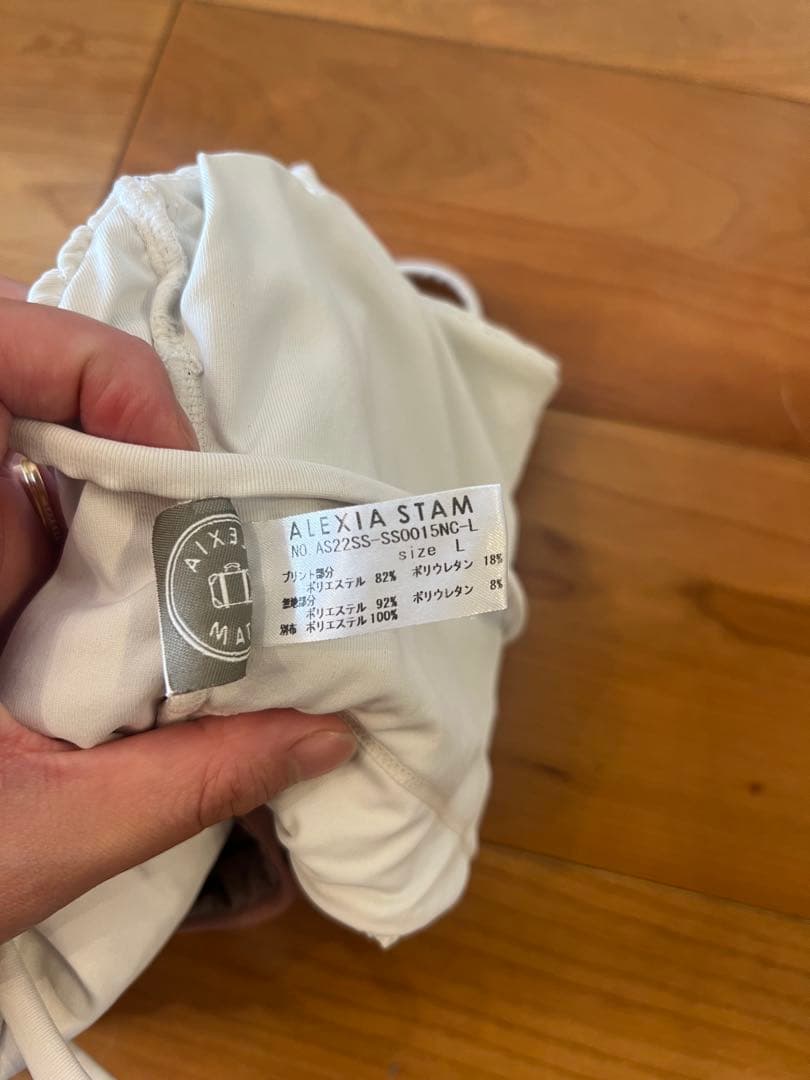 ALEXIA STAM
NO. AS22SS-SS0015NC-L
size L
プリント部分
ポリエステル 82% ポリウレタン 18%
無地部分
ポリエステル 92% ポリウレタン 8%
別布 ポリエステル 100%